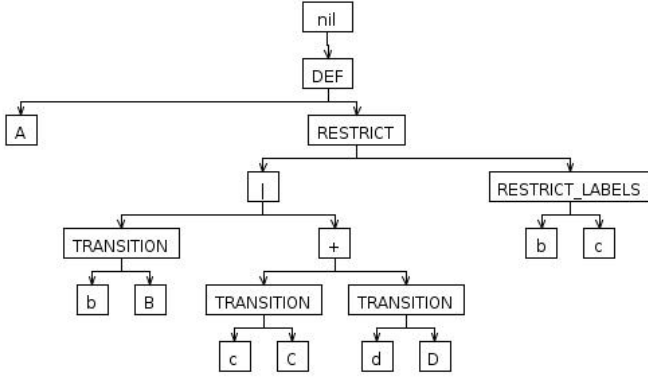 nil
DEF
A RESTRICT
| RESTRICT_LABELS
TRANSITION + b c
b B TRANSITION TRANSITION
c C d D